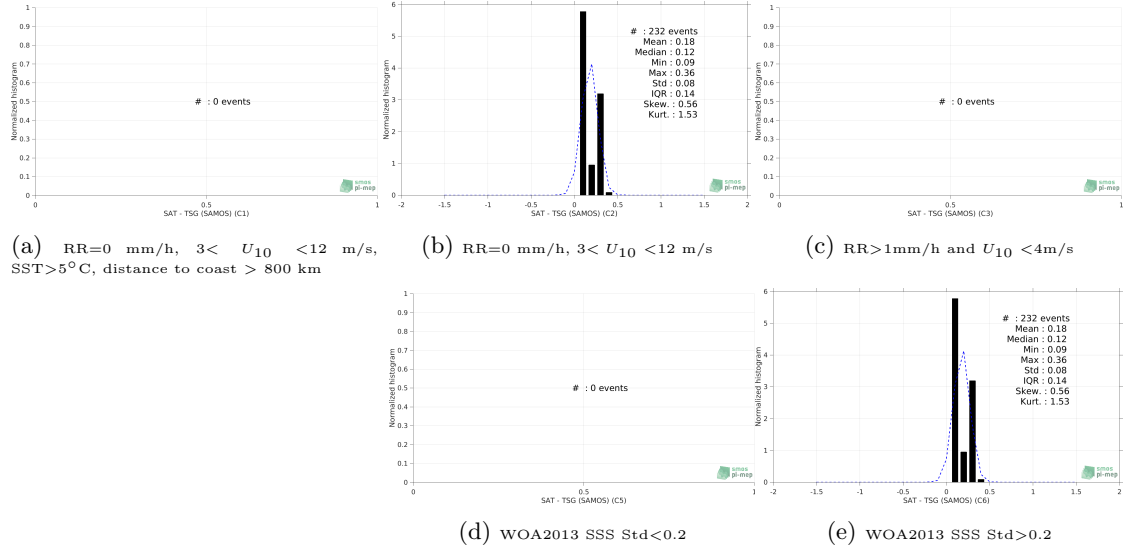 1
0.9
0.8
0.7
0.6
0.5
0.4
0.3
0.2
0.1
0
Normalized histogram
# : 0 events
0 0.5 1
SAT - TSG (SAMOS) (C1)
smos
pi-mep
(a) RR=0 mm/h, 3< U10 <12 m/s,
SST>5°C, distance to coast > 800 km
6
5
4
3
2
1
0
Normalized histogram
# : 232 events
Mean : 0.18
Median : 0.12
Min : 0.09
Max : 0.36
Std : 0.08
IQR : 0.14
Skew. : 0.56
Kurt. : 1.53
-2 -1.5 -1 -0.5 0 0.5 1 1.5 2
SAT - TSG (SAMOS) (C2)
smos
pi-mep
(b) RR=0 mm/h, 3< U10 <12 m/s
1
0.9
0.8
0.7
0.6
0.5
0.4
0.3
0.2
0.1
0
Normalized histogram
# : 0 events
0 0.5 1
SAT - TSG (SAMOS) (C3)
smos
pi-mep
(c) RR>1mm/h and U10 <4m/s
1
0.9
0.8
0.7
0.6
0.5
0.4
0.3
0.2
0.1
0
Normalized histogram
# : 0 events
0 0.5 1
SAT - TSG (SAMOS) (C5)
smos
pi-mep
(d) WOA2013 SSS Std<0.2
6
5
4
3
2
1
0
Normalized histogram
# : 232 events
Mean : 0.18
Median : 0.12
Min : 0.09
Max : 0.36
Std : 0.08
IQR : 0.14
Skew. : 0.56
Kurt. : 1.53
-2 -1.5 -1 -0.5 0 0.5 1 1.5 2
SAT - TSG (SAMOS) (C6)
smos
pi-mep
(e) WOA2013 SSS Std>0.2